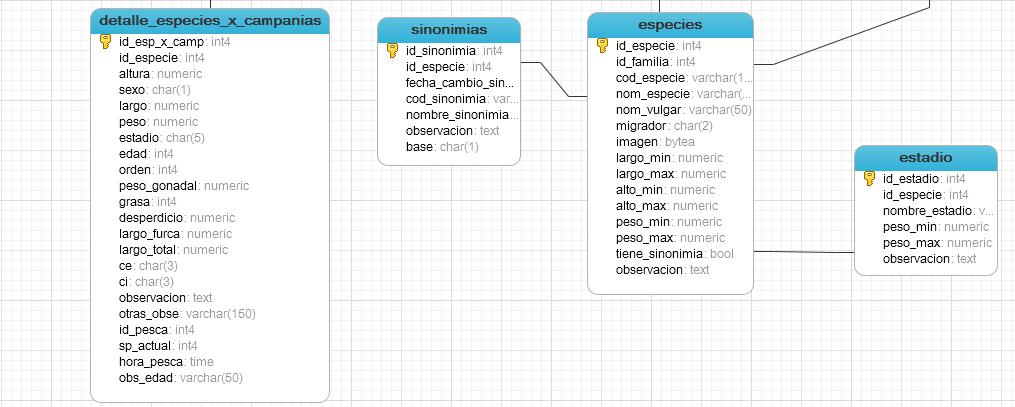 detalle_especies_x_campanias
id_esp_x_camp: int4
id_especie: int4
altura: numeric
sexo: char(1)
largo: numeric
peso: numeric
estadio: char(5)
edad: int4
orden: int4
peso_gonadal: numeric
grasa: int4
desperdicio: numeric
largo_furca: numeric
largo_total: numeric
ce: char(3)
ci: char(3)
observacion: text
otras_obse: varchar(150)
id_pesca: int4
sp_actual: int4
hora_pesca: time
obs_edad: varchar(50)
sinonimias
id_sinonimia: int4
id_especie: int4
fecha_cambio_sin...
cod_sinonimia: var...
nombre_sinonimia...
observacion: text
base: char(1)
especies
id_especie: int4
id_familia: int4
cod_especie: varchar(1...
nom_especie: varchar(...
nom_vulgar: varchar(50)
migrador: char(2)
imagen: bytea
largo_min: numeric
largo_max: numeric
alto_min: numeric
alto_max: numeric
peso_min: numeric
peso_max: numeric
tiene_sinonimia: bool
observacion: text
estadio
id_estadio: int4
id_especie: int4
nombre_estadio: v...
peso_min: numeric
peso_max: numeric
observacion: text